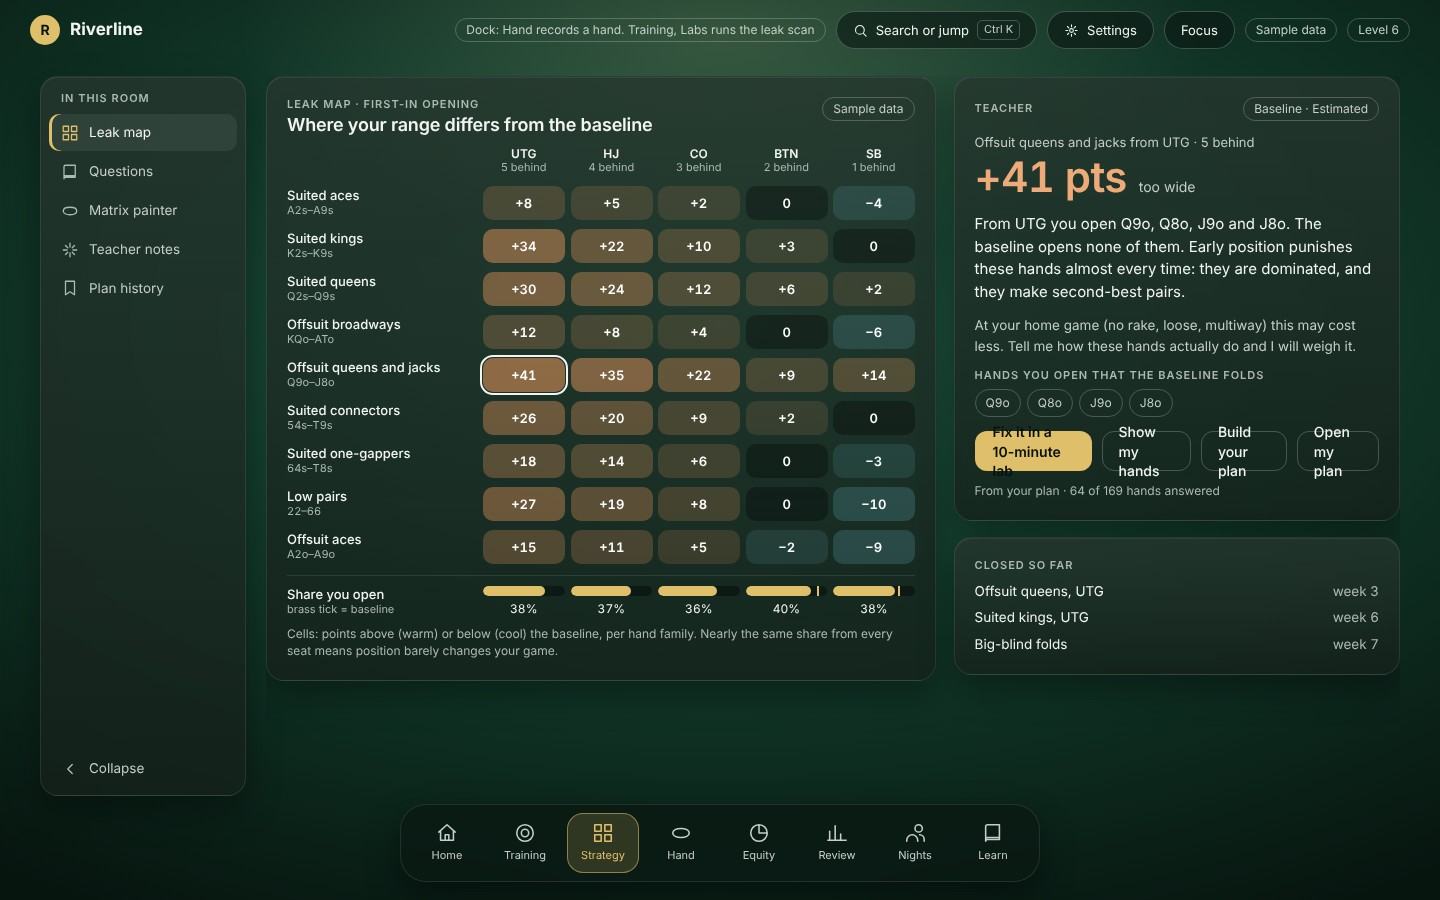 R Riverline
Dock: Hand records a hand. Training, Labs runs the leak scan
Search or jump Ctrl K
Settings
Focus
Sample data
Level 6
IN THIS ROOM
Leak map
Questions
Matrix painter
Teacher notes
Plan history
Collapse
LEAK MAP · FIRST-IN OPENING
Where your range differs from the baseline
Sample data
UTG HJ CO BTN SB
5 behind 4 behind 3 behind 2 behind 1 behind
Suited aces
A2s–A9s
+8 +5 +2 0 −4
Suited kings
K2s–K9s
+34 +22 +10 +3 0
Suited queens
Q2s–Q9s
+30 +24 +12 +6 +2
Offsuit broadways
KQo–ATo
+12 +8 +4 0 −6
Offsuit queens and jacks
Q9o–J8o
+41 +35 +22 +9 +14
Suited connectors
54s–T9s
+26 +20 +9 +2 0
Suited one-gappers
64s–T8s
+18 +14 +6 0 −3
Low pairs
22–66
+27 +19 +8 0 −10
Offsuit aces
A2o–A9o
+15 +11 +5 −2 −9
Share you open
brass tick = baseline
38% 37% 36% 40% 38%
Cells: points above (warm) or below (cool) the baseline, per hand family. Nearly the same share from every
seat means position barely changes your game.
TEACHER
Baseline · Estimated
Offsuit queens and jacks from UTG · 5 behind
+41 pts too wide
From UTG you open Q9o, Q8o, J9o and J8o. The
baseline opens none of them. Early position punishes
these hands almost every time: they are dominated, and
they make second-best pairs.
At your home game (no rake, loose, multiway) this may cost
less. Tell me how these hands actually do and I will weigh it.
HANDS YOU OPEN THAT THE BASELINE FOLDS
Q9o Q8o J9o J8o
Fix it in a
10-minute
lab
Show
my
hands
Build
your
plan
Open
my
plan
From your plan · 64 of 169 hands answered
CLOSED SO FAR
Offsuit queens, UTG week 3
Suited kings, UTG week 6
Big-blind folds week 7
Home
Training
Strategy
Hand
Equity
Review
Nights
Learn